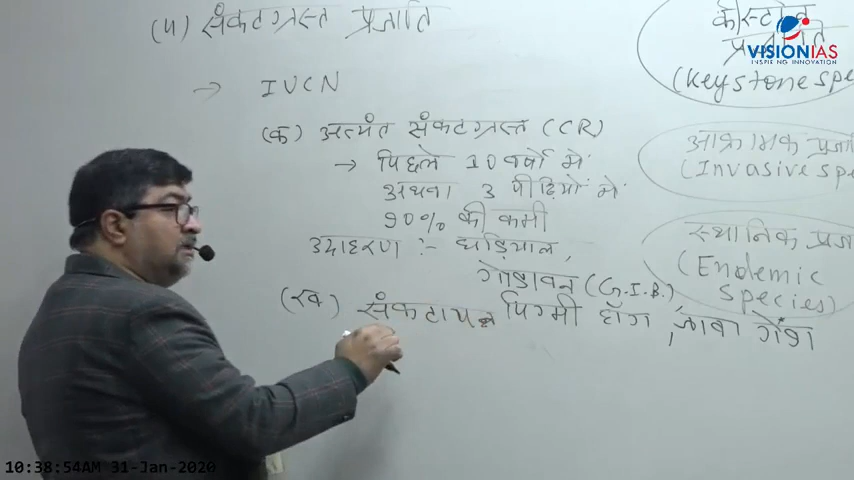 (4) संकटग्रस्त प्रजाति
→ IUCN
(क) अत्यंत संकटग्रस्त (CR)
→ पिछले 10 वर्षों में
अथवा 3 पीढ़ियों में
90% की कमी
उदाहरण :- घड़ियाल,
गोडावन (G.I.B.),
पिग्मी हॉग, जावा गैंडा
(ख) संकटापन्न
कीस्टोन
प्रजाति
(Keystone spe
आक्रामक प्रजा
(Invasive spe
स्थानिक प्रजा
(Endemic
Species)
VISIONIAS
INSPIRING INNOVATION
10:38:54AM 31-Jan-2020